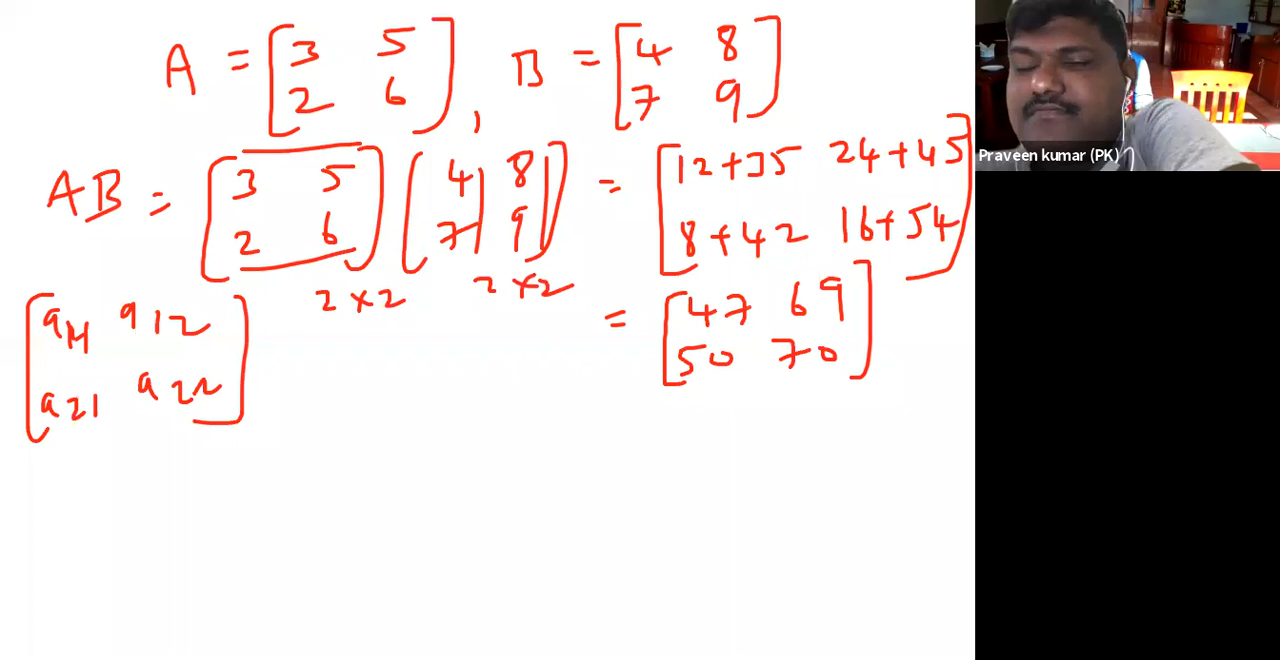 A = [3 5
2 6], B = [4 8
7 9]
AB = [3 5
2 6] [4 8
7 9] = [12+35 24+45
8+42 16+54]
2×2 2×2
= [47 69
50 70]
[a11 a12
a21 a22]
Praveen kumar (PK)